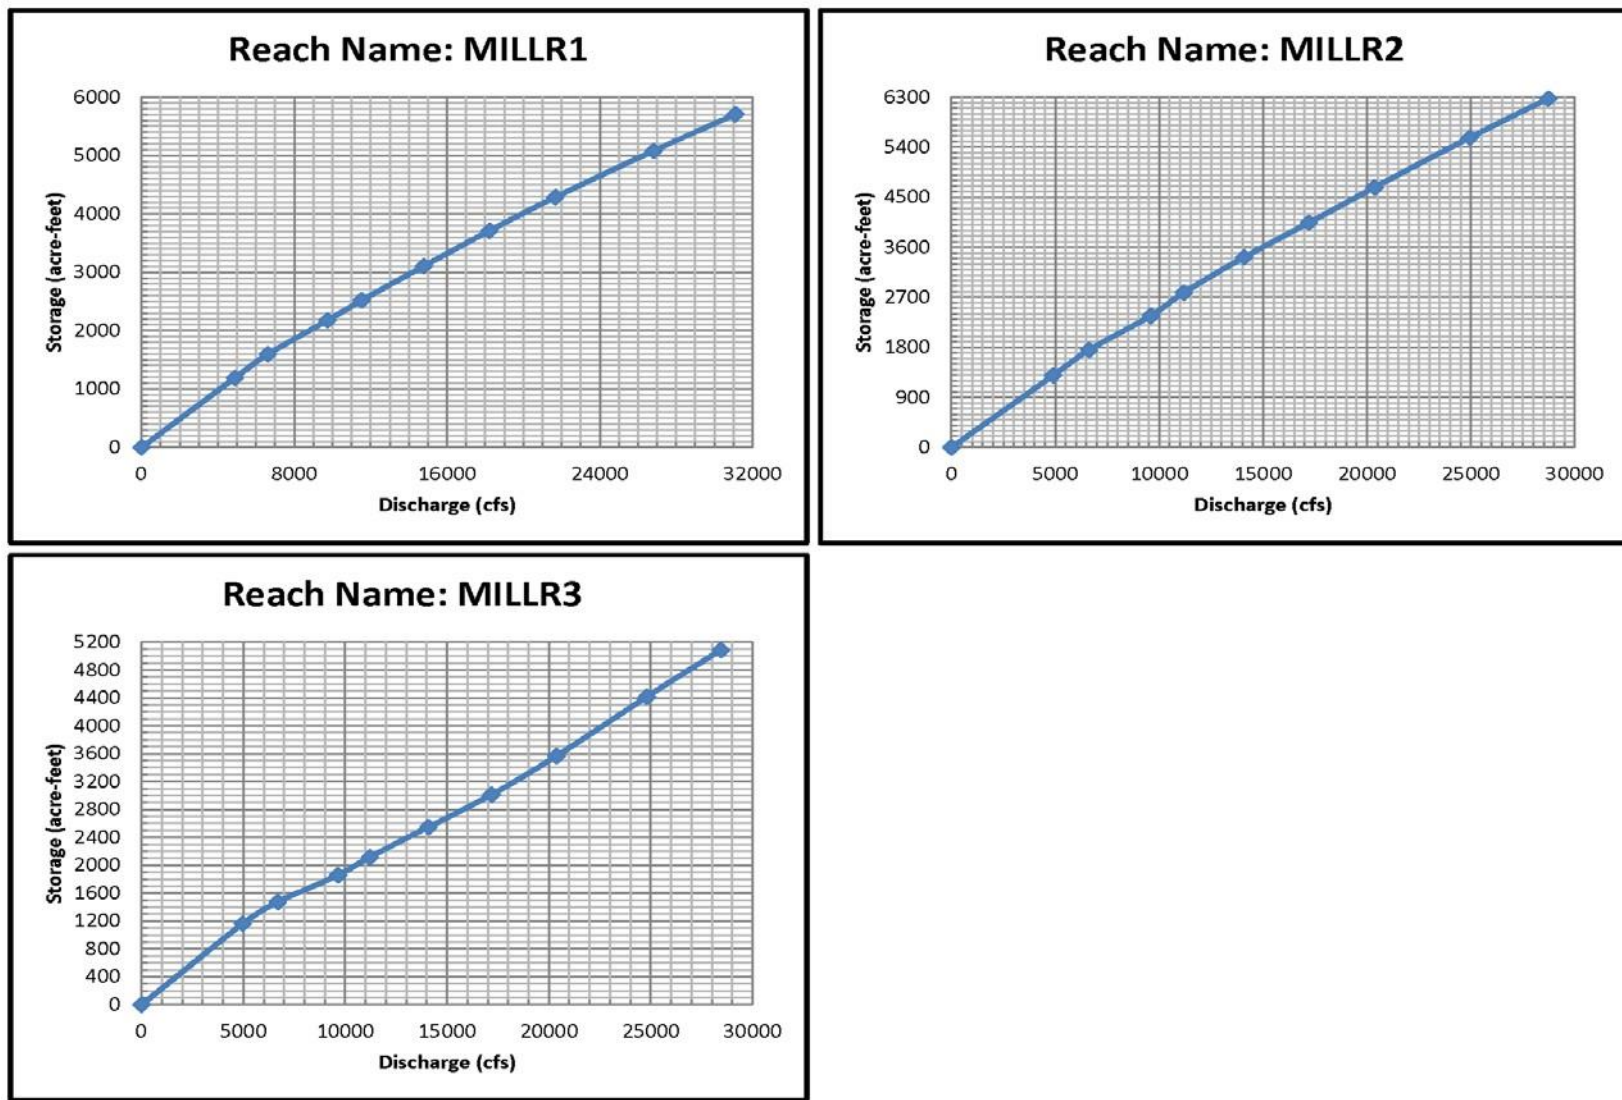 Reach Name: MILLR1
6000
5000
4000
3000
2000
1000
0
Storage (acre-feet)
0 8000 16000 24000 32000
Discharge (cfs)
Reach Name: MILLR2
6300
5400
4500
3600
2700
1800
900
0
Storage (acre-feet)
0 5000 10000 15000 20000 25000 30000
Discharge (cfs)
Reach Name: MILLR3
5200
4800
4400
4000
3600
3200
2800
2400
2000
1600
1200
800
400
0
Storage (acre-feet)
0 5000 10000 15000 20000 25000 30000
Discharge (cfs)